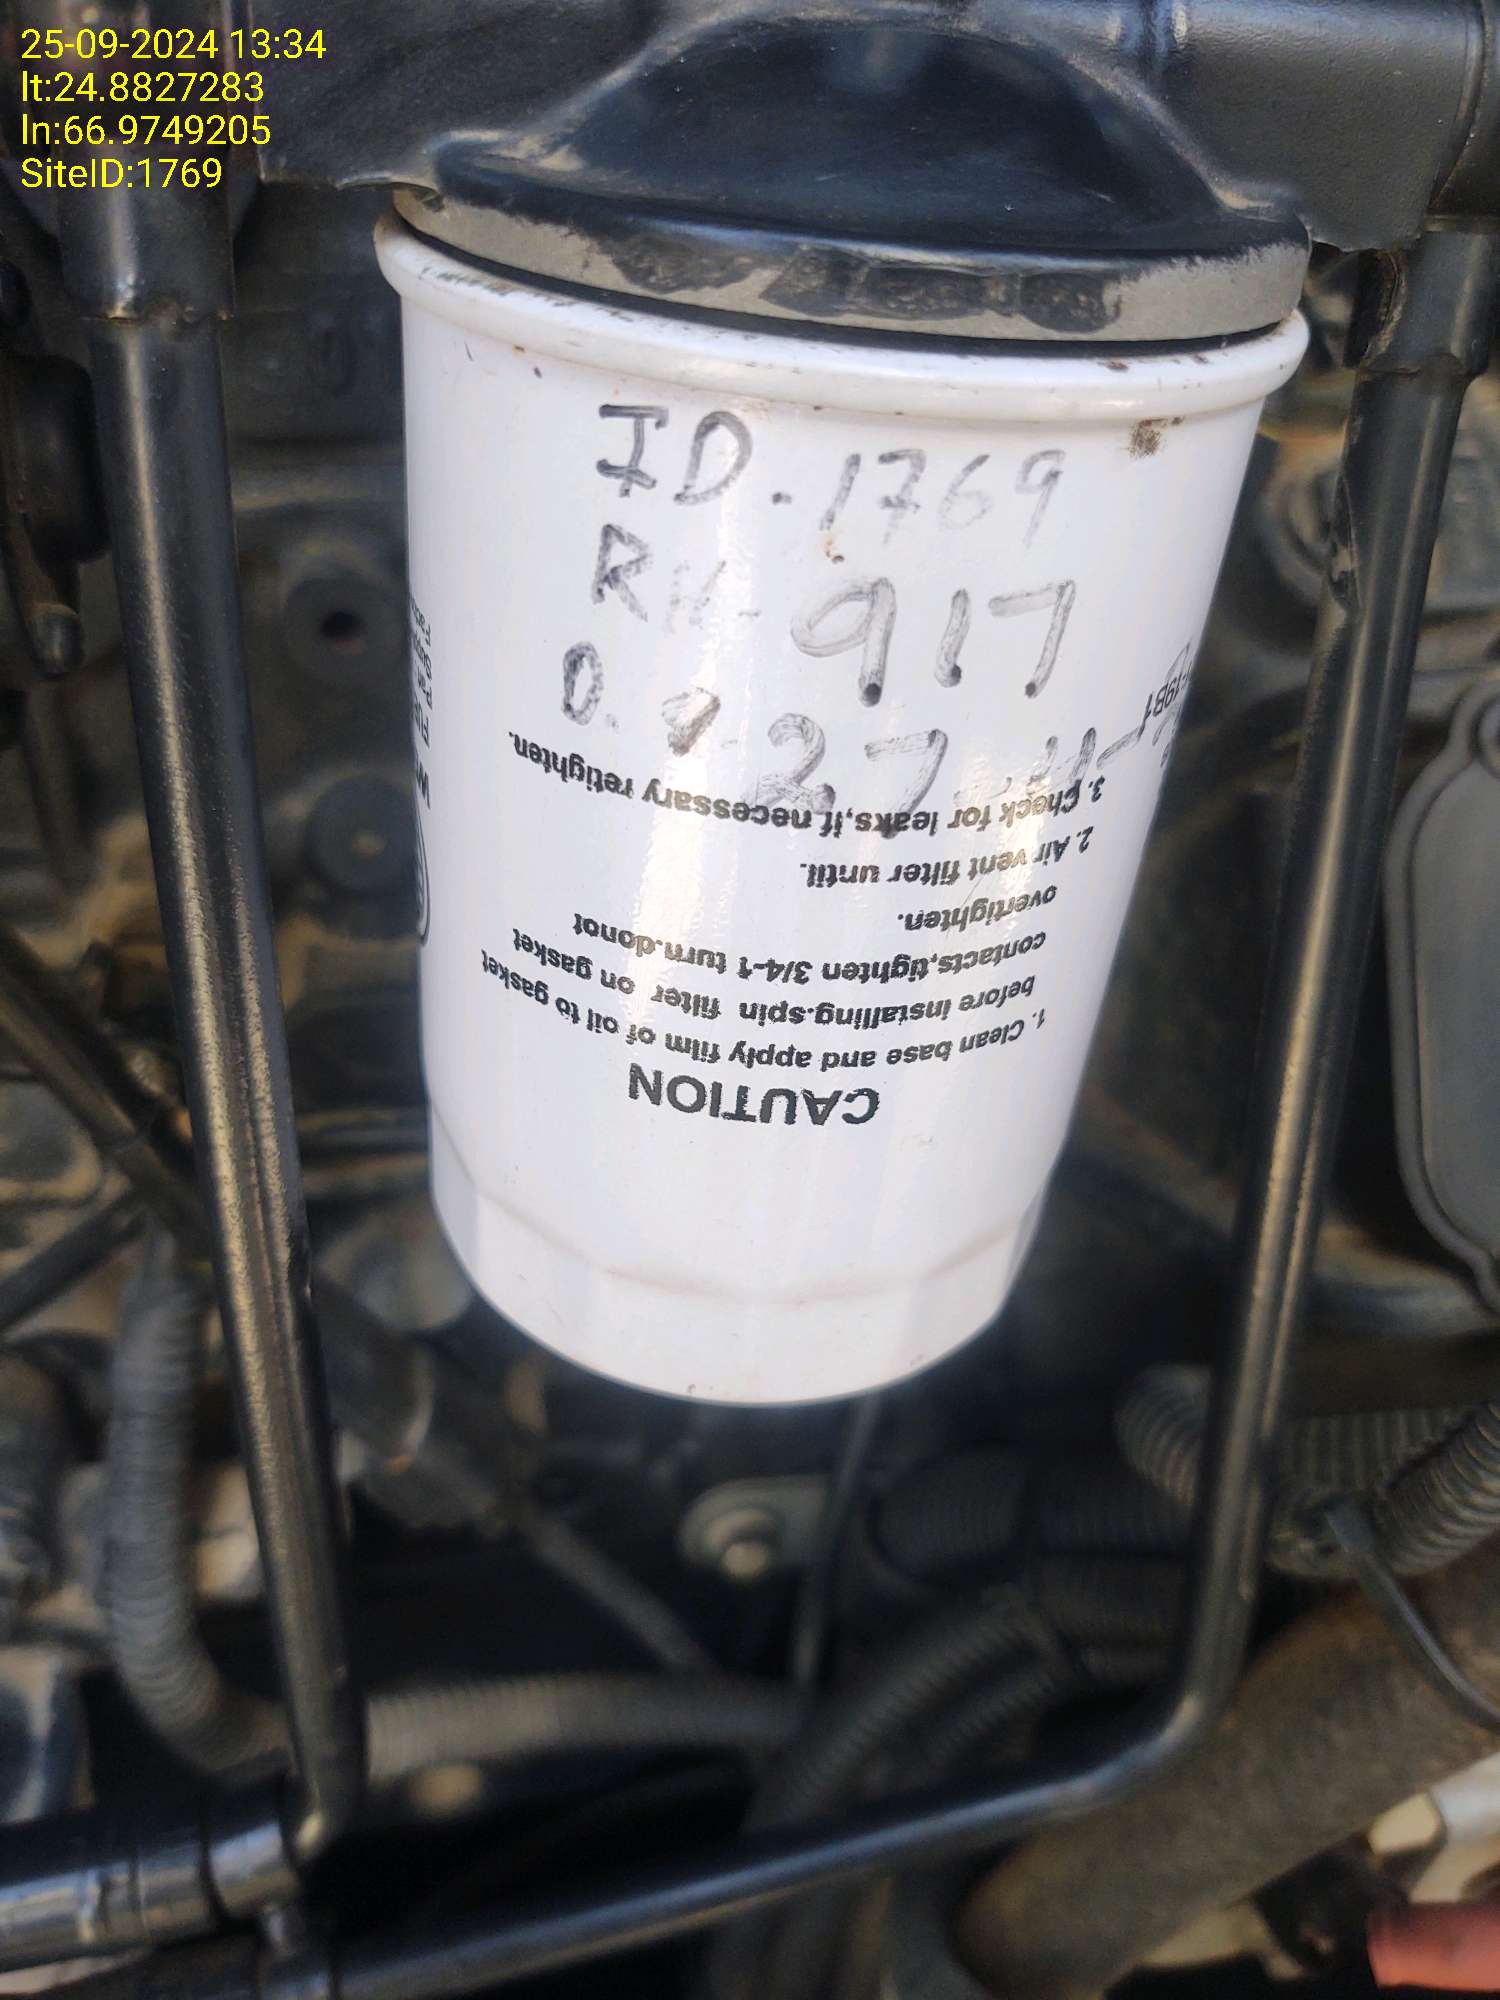 25-09-2024 13:34
lt:24.8827283
ln:66.9749205
SiteID:1769
ID.1769
RH-917
27
CAUTION
1. Clean base and apply film of oil to gasket
before installing.spin filter on gasket
contacts,tighten 3/4-1 turn.donot
overtighten.
2. Air vent filter until.
3. Check for leaks,if necessary retighten.